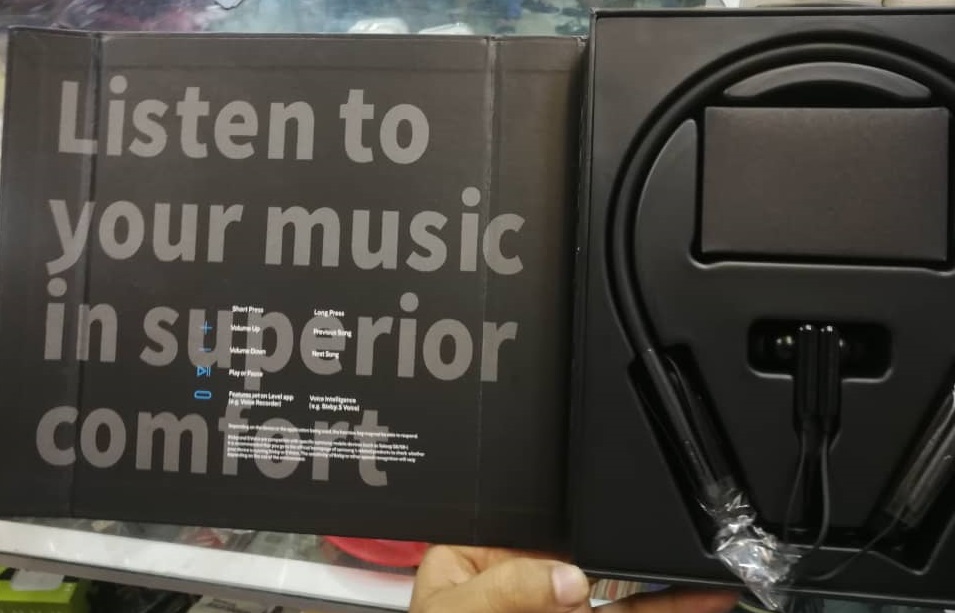 Listen to
your music
in superior
comfort
Short Press Long Press
Volume Up Previous Song
Volume Down Next Song
Play or Pause
Features set on Level app Voice Intelligence
(e.g. Voice Recorder) (e.g. Bixby, S Voice)